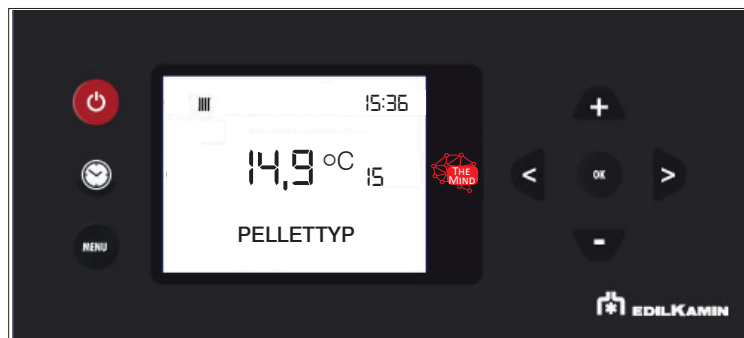 15:36
14,9 °C
15
THE
MIND
PELLETTYP
MENU
+
< OK >
-
EDILKAMIN